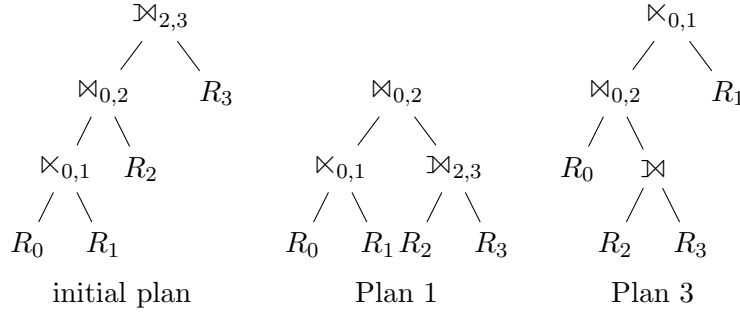 ⟕₂,₃ ⋉₀,₁
⋈₀,₂ R₃ ⋈₀,₂ ⋈₀,₂ R₁
⋉₀,₁ R₂ ⋉₀,₁ ⟕₂,₃ R₀ ⟕
R₀ R₁ R₀ R₁ R₂ R₃ R₂ R₃
initial plan Plan 1 Plan 3